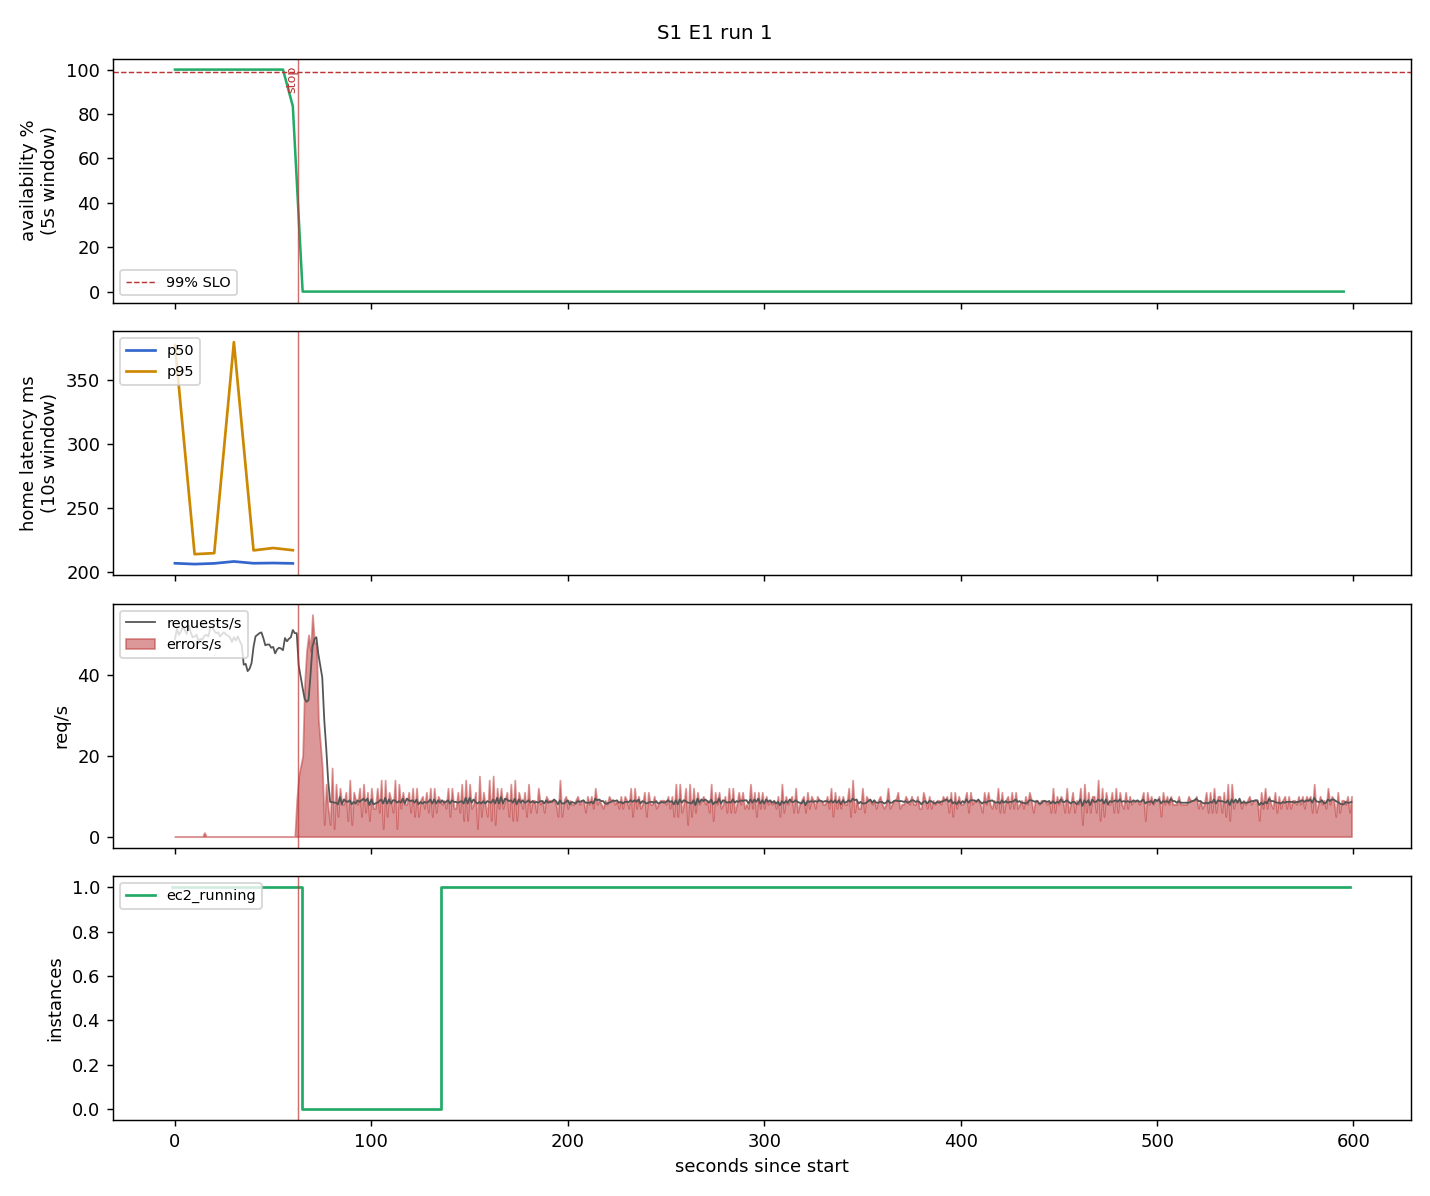 S1 E1 run 1
100
80
60
40
20
0
availability %
(5s window)
stop
99% SLO
350
300
250
200
home latency ms
(10s window)
p50
p95
40
20
0
req/s
requests/s
errors/s
1.0
0.8
0.6
0.4
0.2
0.0
instances
ec2_running
0 100 200 300 400 500 600
seconds since start